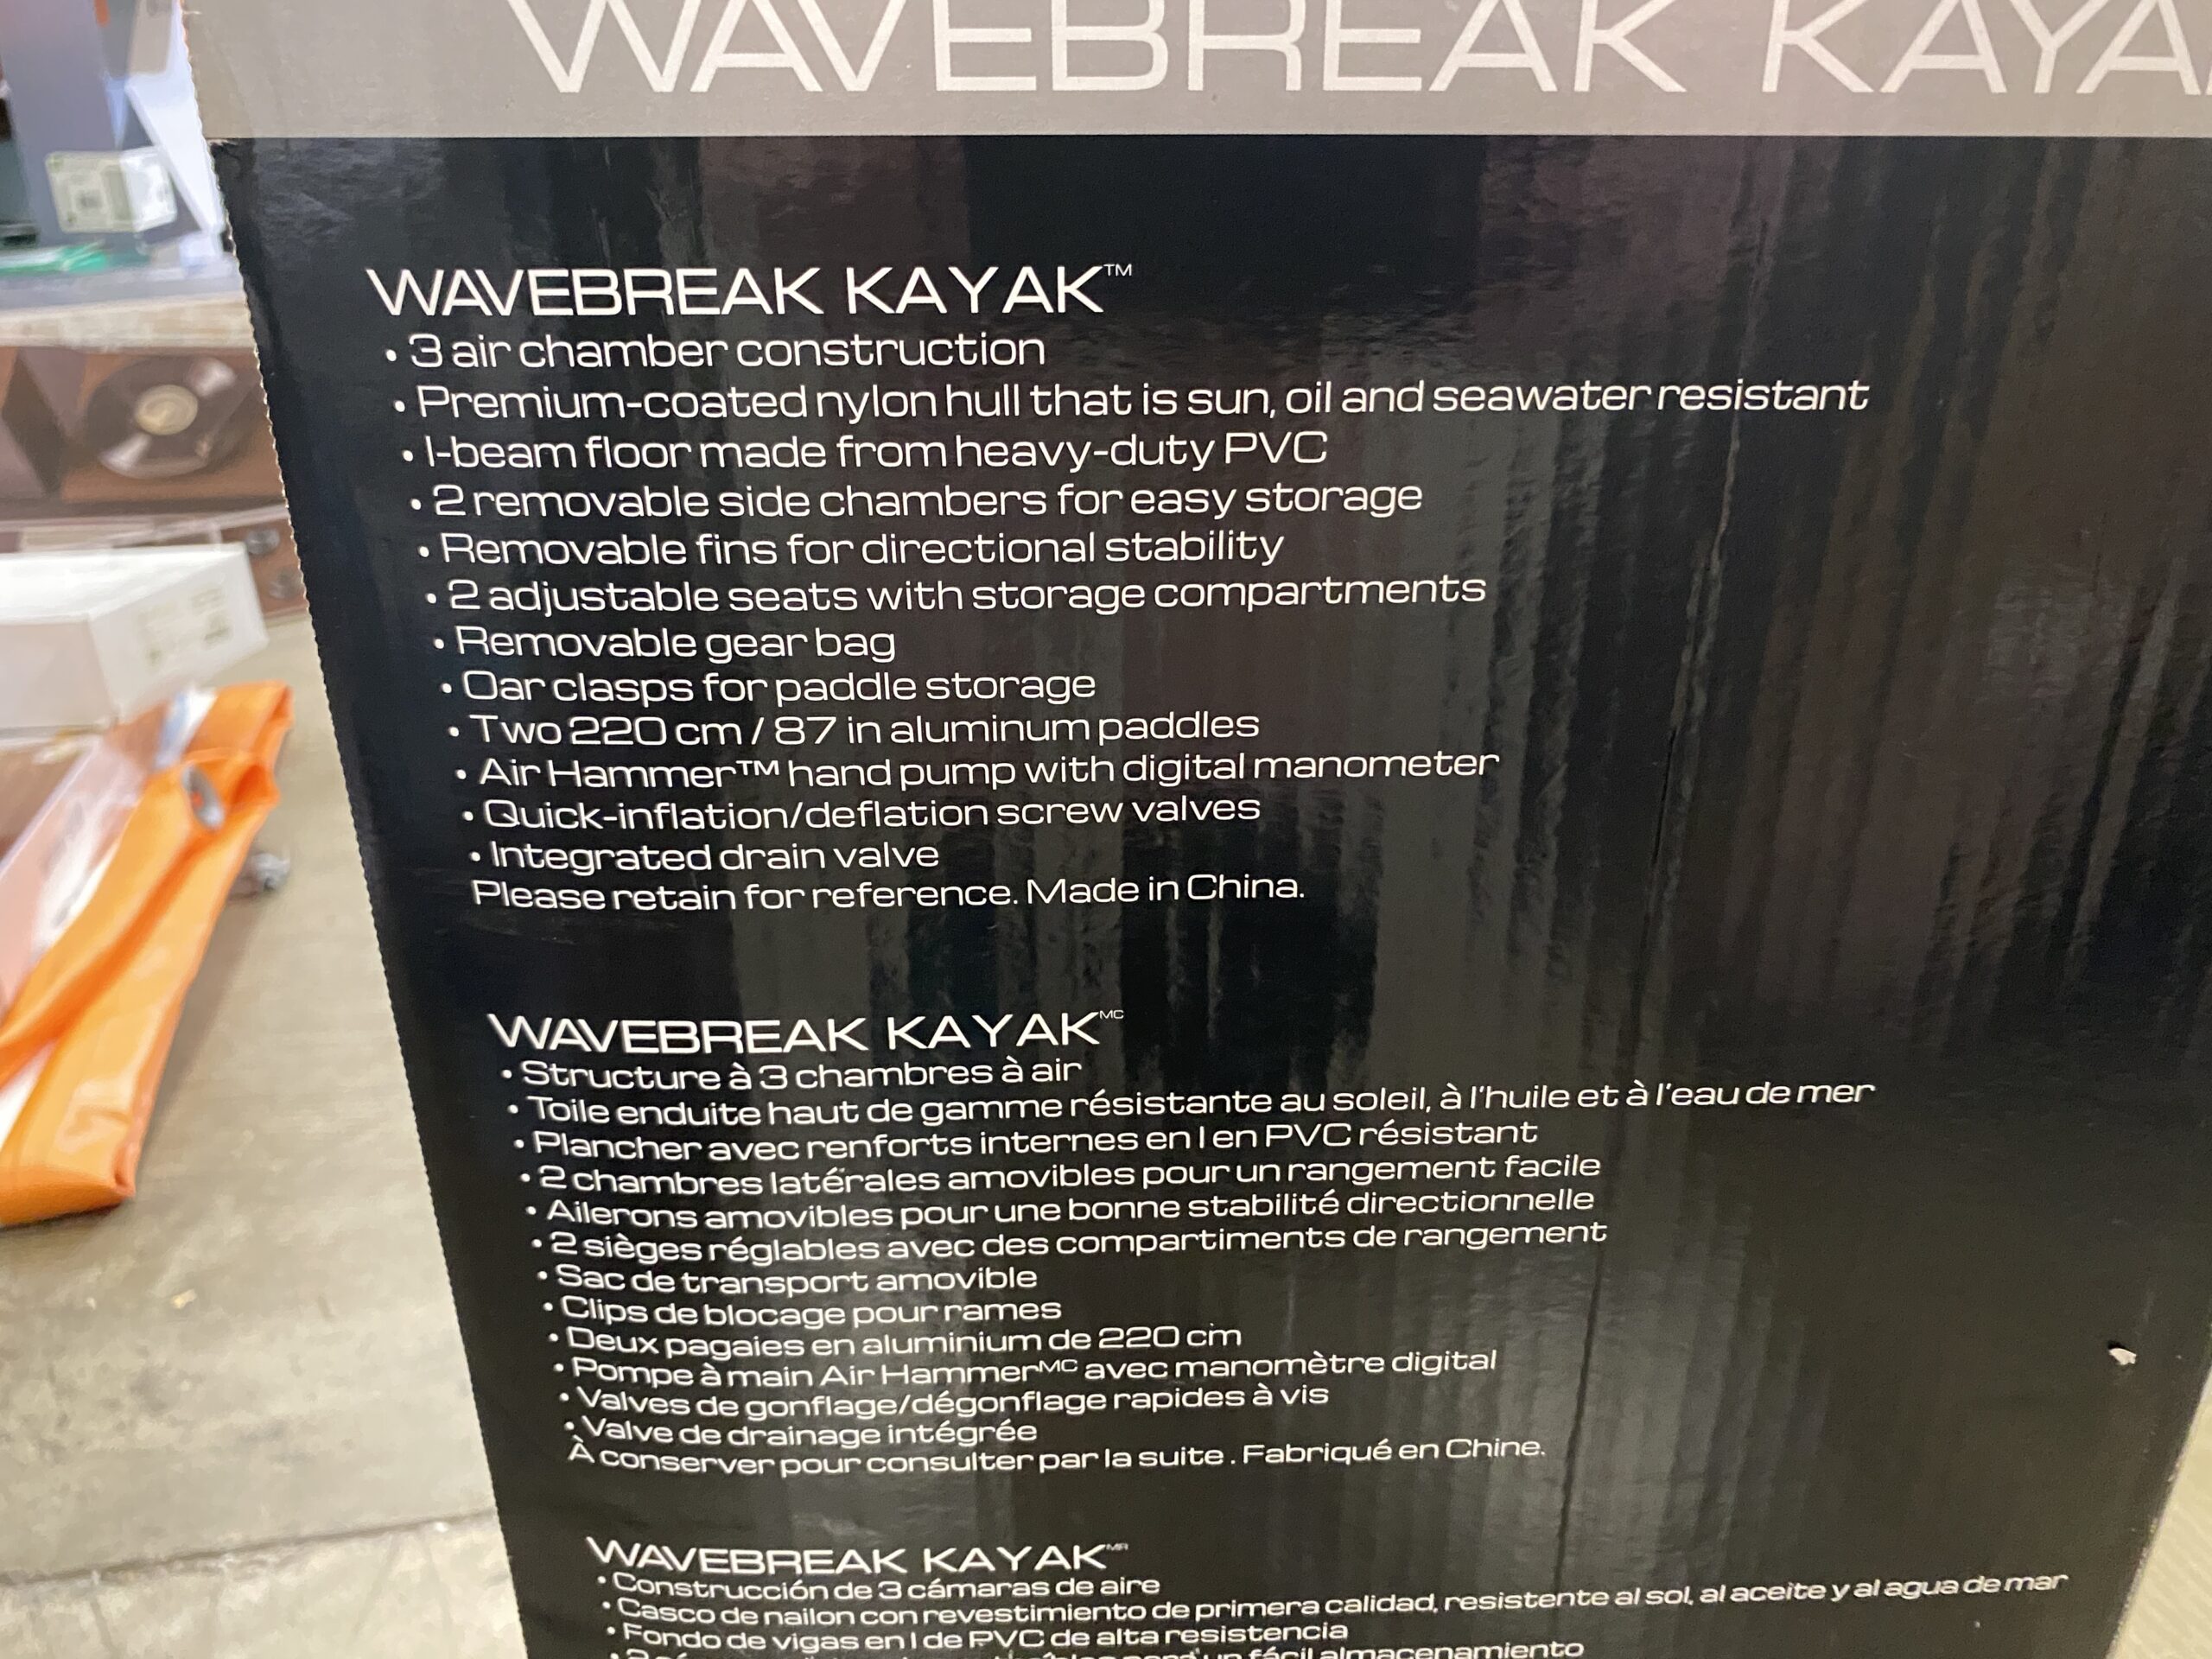 WAVEBREAK KAYA
WAVEBREAK KAYAK™
• 3 air chamber construction
• Premium-coated nylon hull that is sun, oil and seawater resistant
• I-beam floor made from heavy-duty PVC
• 2 removable side chambers for easy storage
• Removable fins for directional stability
• 2 adjustable seats with storage compartments
• Removable gear bag
• Oar clasps for paddle storage
• Two 220 cm / 87 in aluminum paddles
• Air Hammer™ hand pump with digital manometer
• Quick-inflation/deflation screw valves
• Integrated drain valve
Please retain for reference. Made in China.
WAVEBREAK KAYAK MC
• Structure à 3 chambres à air
• Toile enduite haut de gamme résistante au soleil, à l'huile et à l'eau de mer
• Plancher avec renforts internes en I en PVC résistant
• 2 chambres latérales amovibles pour un rangement facile
• Ailerons amovibles pour une bonne stabilité directionnelle
• 2 sièges réglables avec des compartiments de rangement
• Sac de transport amovible
• Clips de blocage pour rames
• Deux pagaies en aluminium de 220 cm
• Pompe à main Air Hammer MC avec manomètre digital
• Valves de gonflage/dégonflage rapides à vis
• Valve de drainage intégrée
À conserver pour consulter par la suite . Fabriqué en Chine.
WAVEBREAK KAYAK MR
• Construcción de 3 cámaras de aire
• Casco de nailon con revestimiento de primera calidad, resistente al sol, al aceite y al agua de mar
• Fondo de vigas en I de PVC de alta resistencia
un fácil almacenamiento